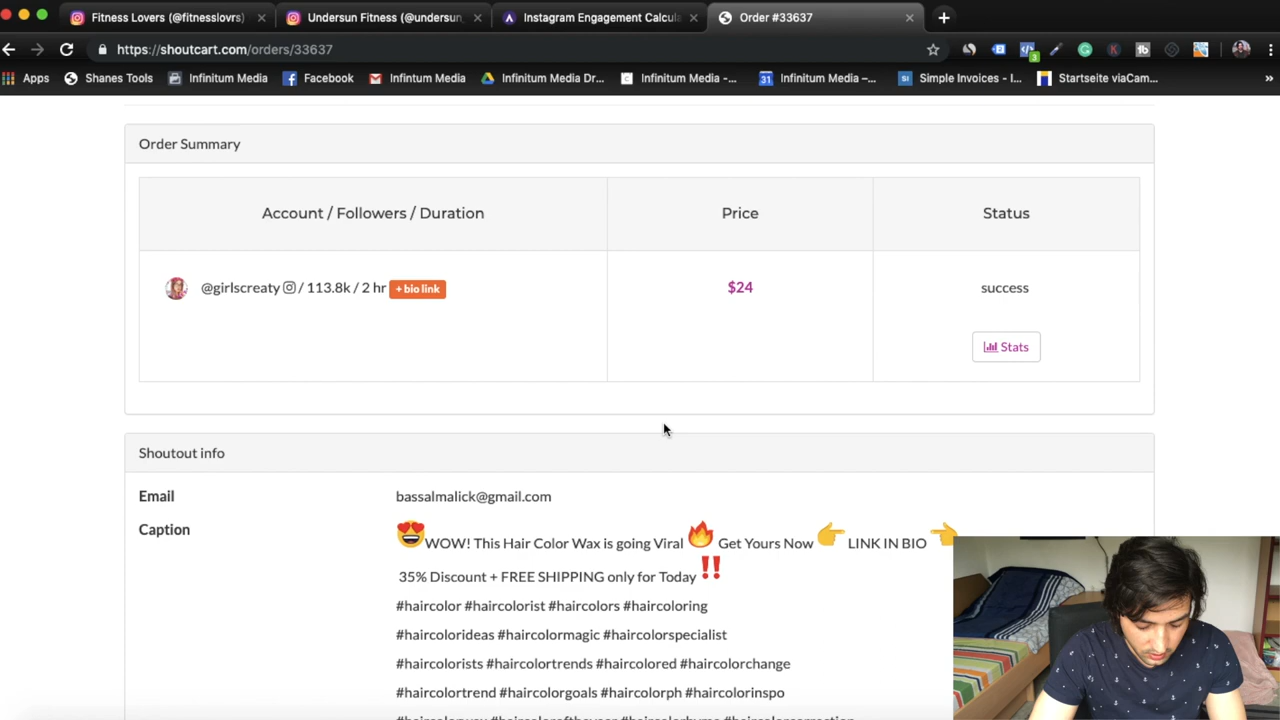 Fitness Lovers (@fitnesslovrs)
Undersun Fitness (@undersun
Instagram Engagement Calcula
Order #33637
https://shoutcart.com/orders/33637
3
Apps
Shanes Tools
Infinitum Media
Facebook
Infintum Media
Infinitum Media Dr...
Infinitum Media -...
Infinitum Media –...
Simple Invoices - I...
Startseite viaCam...
Order Summary
Account / Followers / Duration Price Status
@girlscreaty / 113.8k / 2 hr + bio link $24 success
Stats
Shoutout info
Email bassalmalick@gmail.com
Caption 😍WOW! This Hair Color Wax is going Viral 🔥 Get Yours Now 👉 LINK IN BIO 👈
35% Discount + FREE SHIPPING only for Today ‼️
#haircolor #haircolorist #haircolors #haircoloring
#haircolorideas #haircolormagic #haircolorspecialist
#haircolorists #haircolortrends #haircolored #haircolorchange
#haircolortrend #haircolorgoals #haircolorph #haircolorinspo